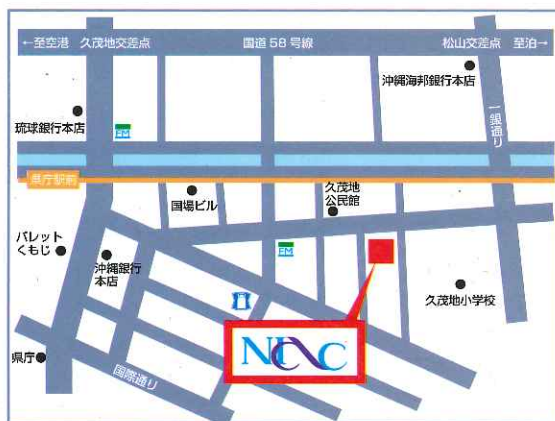 ←至空港　久茂地交差点　国道58号線　松山交差点　至泊→
沖縄海邦銀行本店
琉球銀行本店
FM
一銀通り
県庁駅前
国場ビル
久茂地
公民館
パレット
くもじ
沖縄銀行
本店
FM
久茂地小学校
NCNC
県庁
国際通り